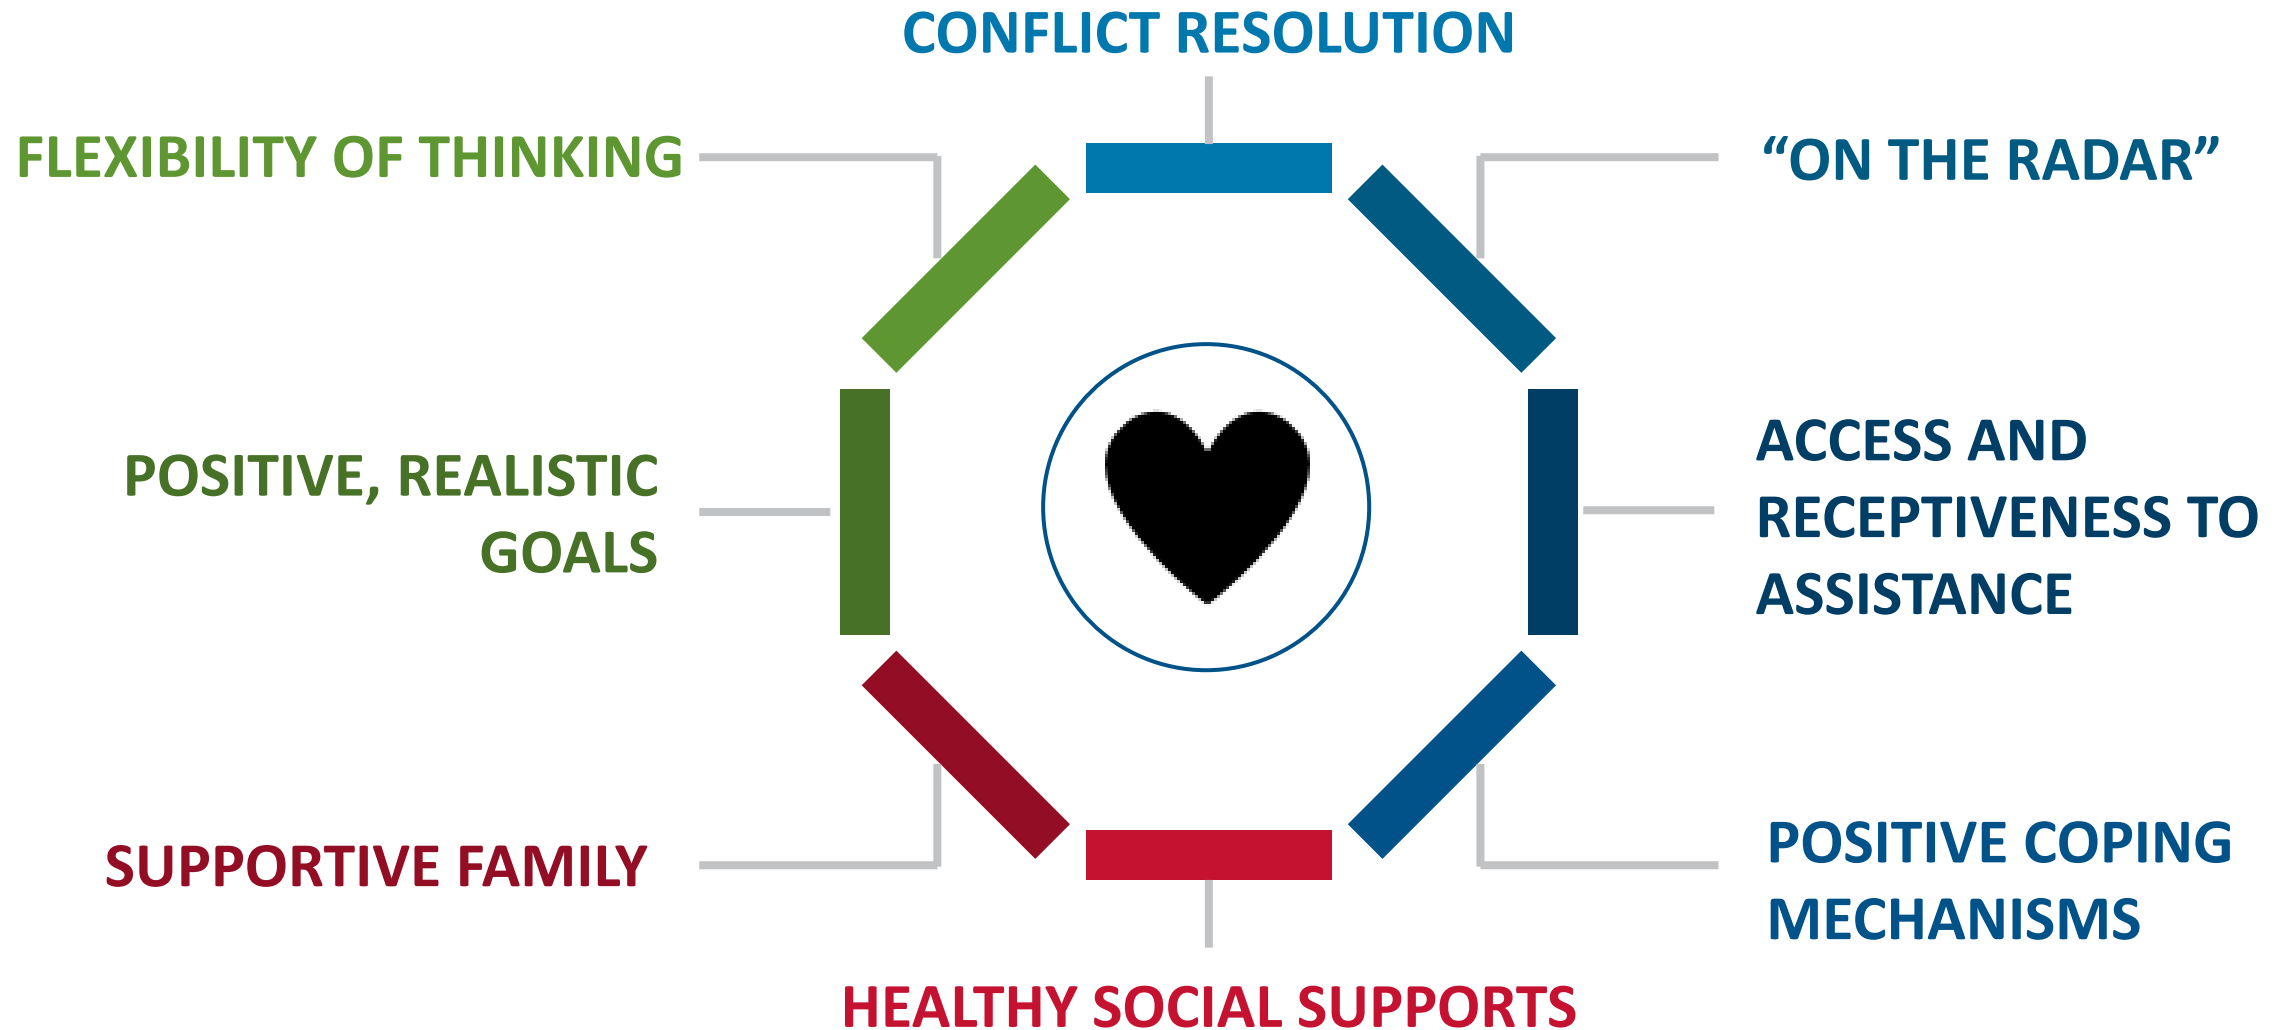 CONFLICT RESOLUTION
FLEXIBILITY OF THINKING
“ON THE RADAR”
POSITIVE, REALISTIC
GOALS
ACCESS AND
RECEPTIVENESS TO
ASSISTANCE
SUPPORTIVE FAMILY
POSITIVE COPING
MECHANISMS
HEALTHY SOCIAL SUPPORTS